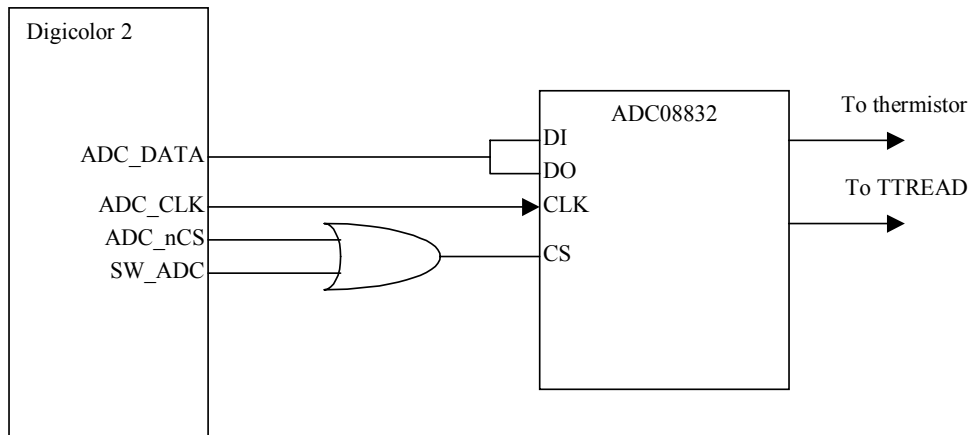 Digicolor 2
ADC_DATA
ADC_CLK
ADC_nCS
SW_ADC
ADC08832
DI
DO
CLK
CS
To thermistor
To TTREAD